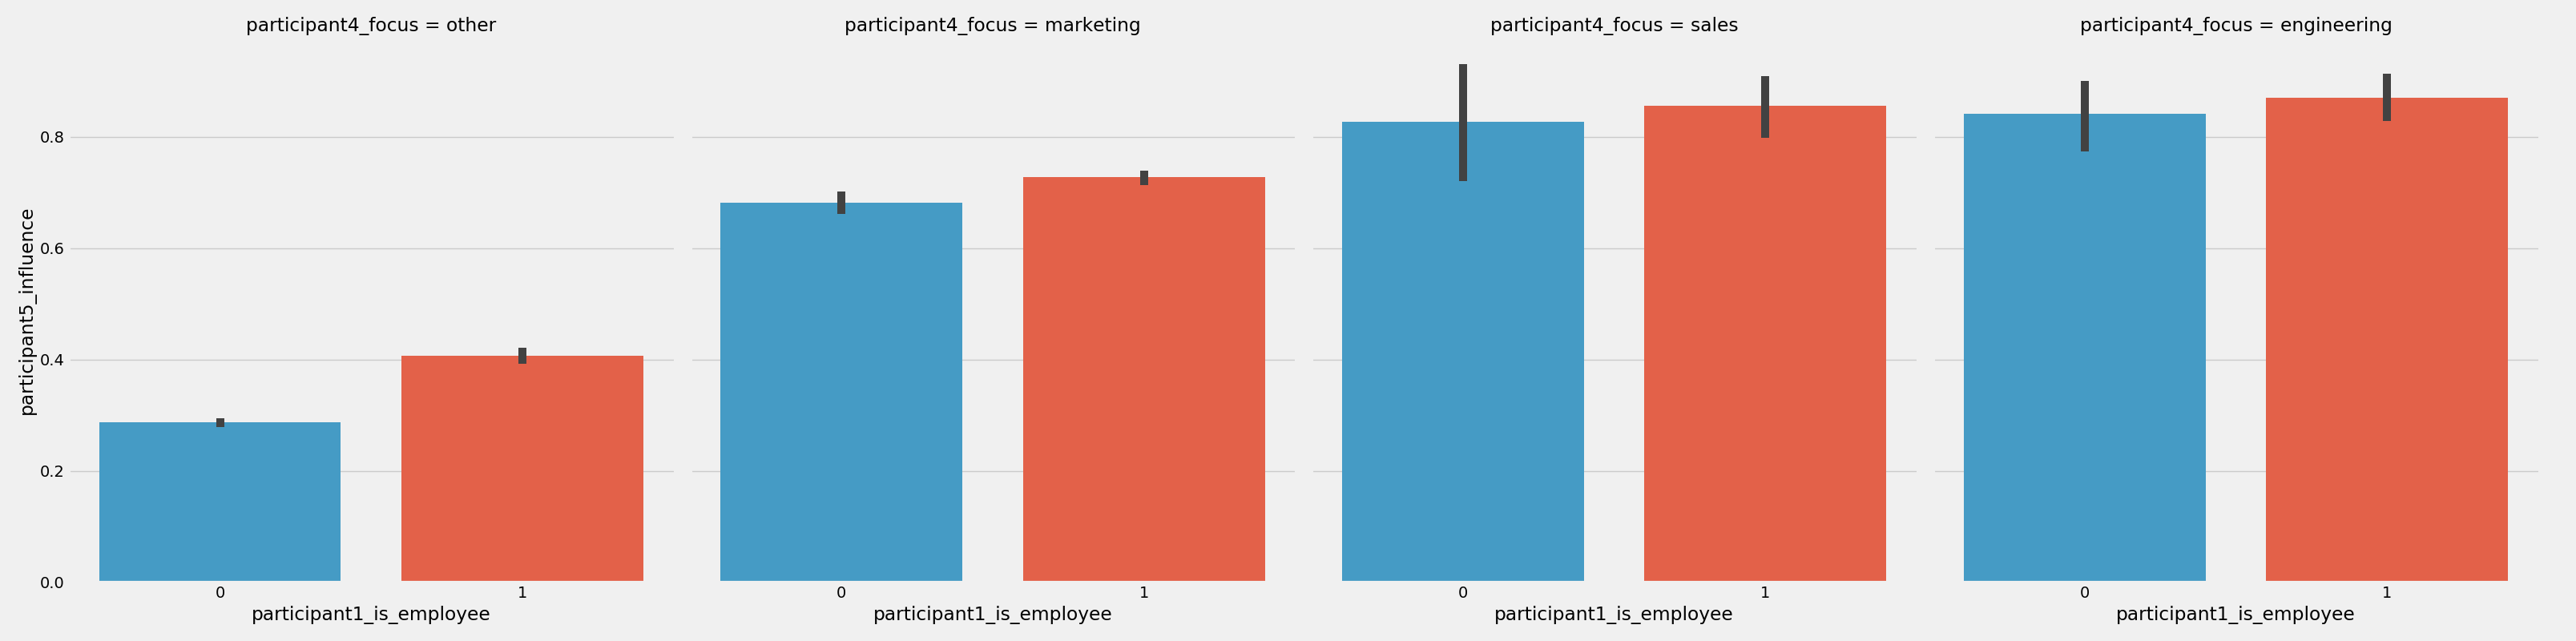 participant4_focus = other
participant4_focus = marketing
participant4_focus = sales
participant4_focus = engineering
participant5_influence
0.8
0.6
0.4
0.2
0.0
0 1
0 1
0 1
0 1
participant1_is_employee
participant1_is_employee
participant1_is_employee
participant1_is_employee